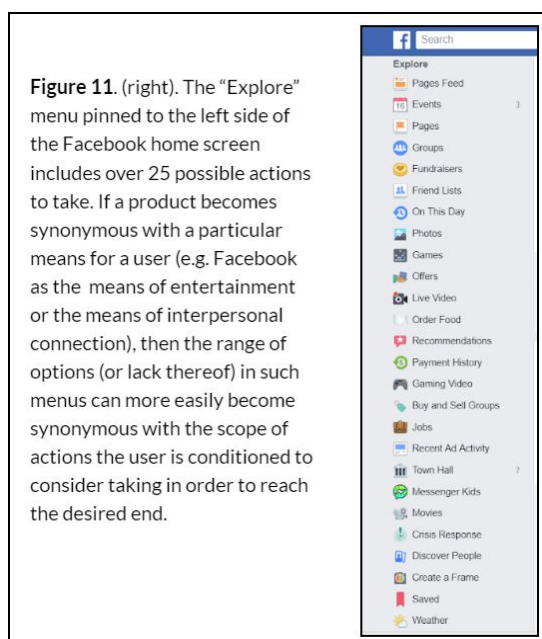 Figure 11. (right). The “Explore”
menu pinned to the left side of
the Facebook home screen
includes over 25 possible actions
to take. If a product becomes
synonymous with a particular
means for a user (e.g. Facebook
as the means of entertainment
or the means of interpersonal
connection), then the range of
options (or lack thereof) in such
menus can more easily become
synonymous with the scope of
actions the user is conditioned to
consider taking in order to reach
the desired end.
f Search
Explore
Pages Feed
16 Events 3
Pages
Groups
Fundraisers
Friend Lists
On This Day
Photos
Games
Offers
Live Video
Order Food
Recommendations
Payment History
Gaming Video
Buy and Sell Groups
Jobs
Recent Ad Activity
Town Hall 7
Messenger Kids
Movies
Crisis Response
Discover People
Create a Frame
Saved
Weather